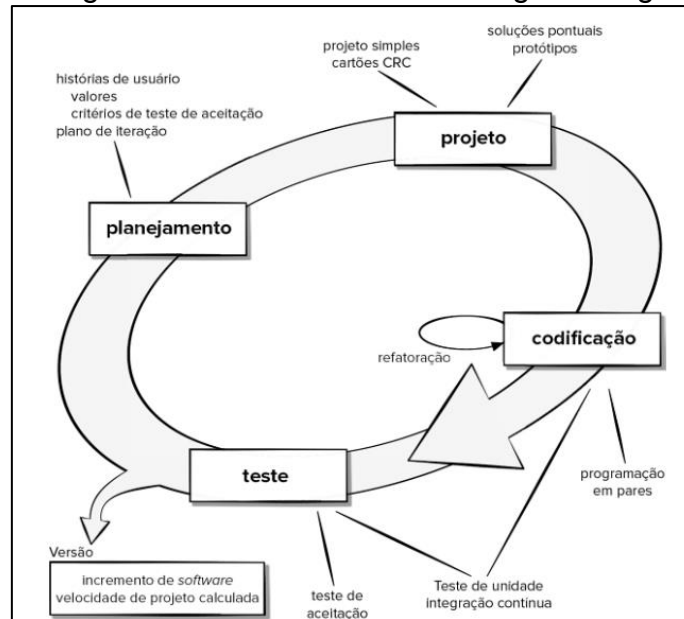 projeto simples
cartões CRC
soluções pontuais
protótipos
histórias de usuário
valores
critérios de teste de aceitação
plano de iteração
projeto
planejamento
codificação
refatoração
programação
em pares
teste
Versão
incremento de software
velocidade de projeto calculada
teste de
aceitação
Teste de unidade
integração contínua